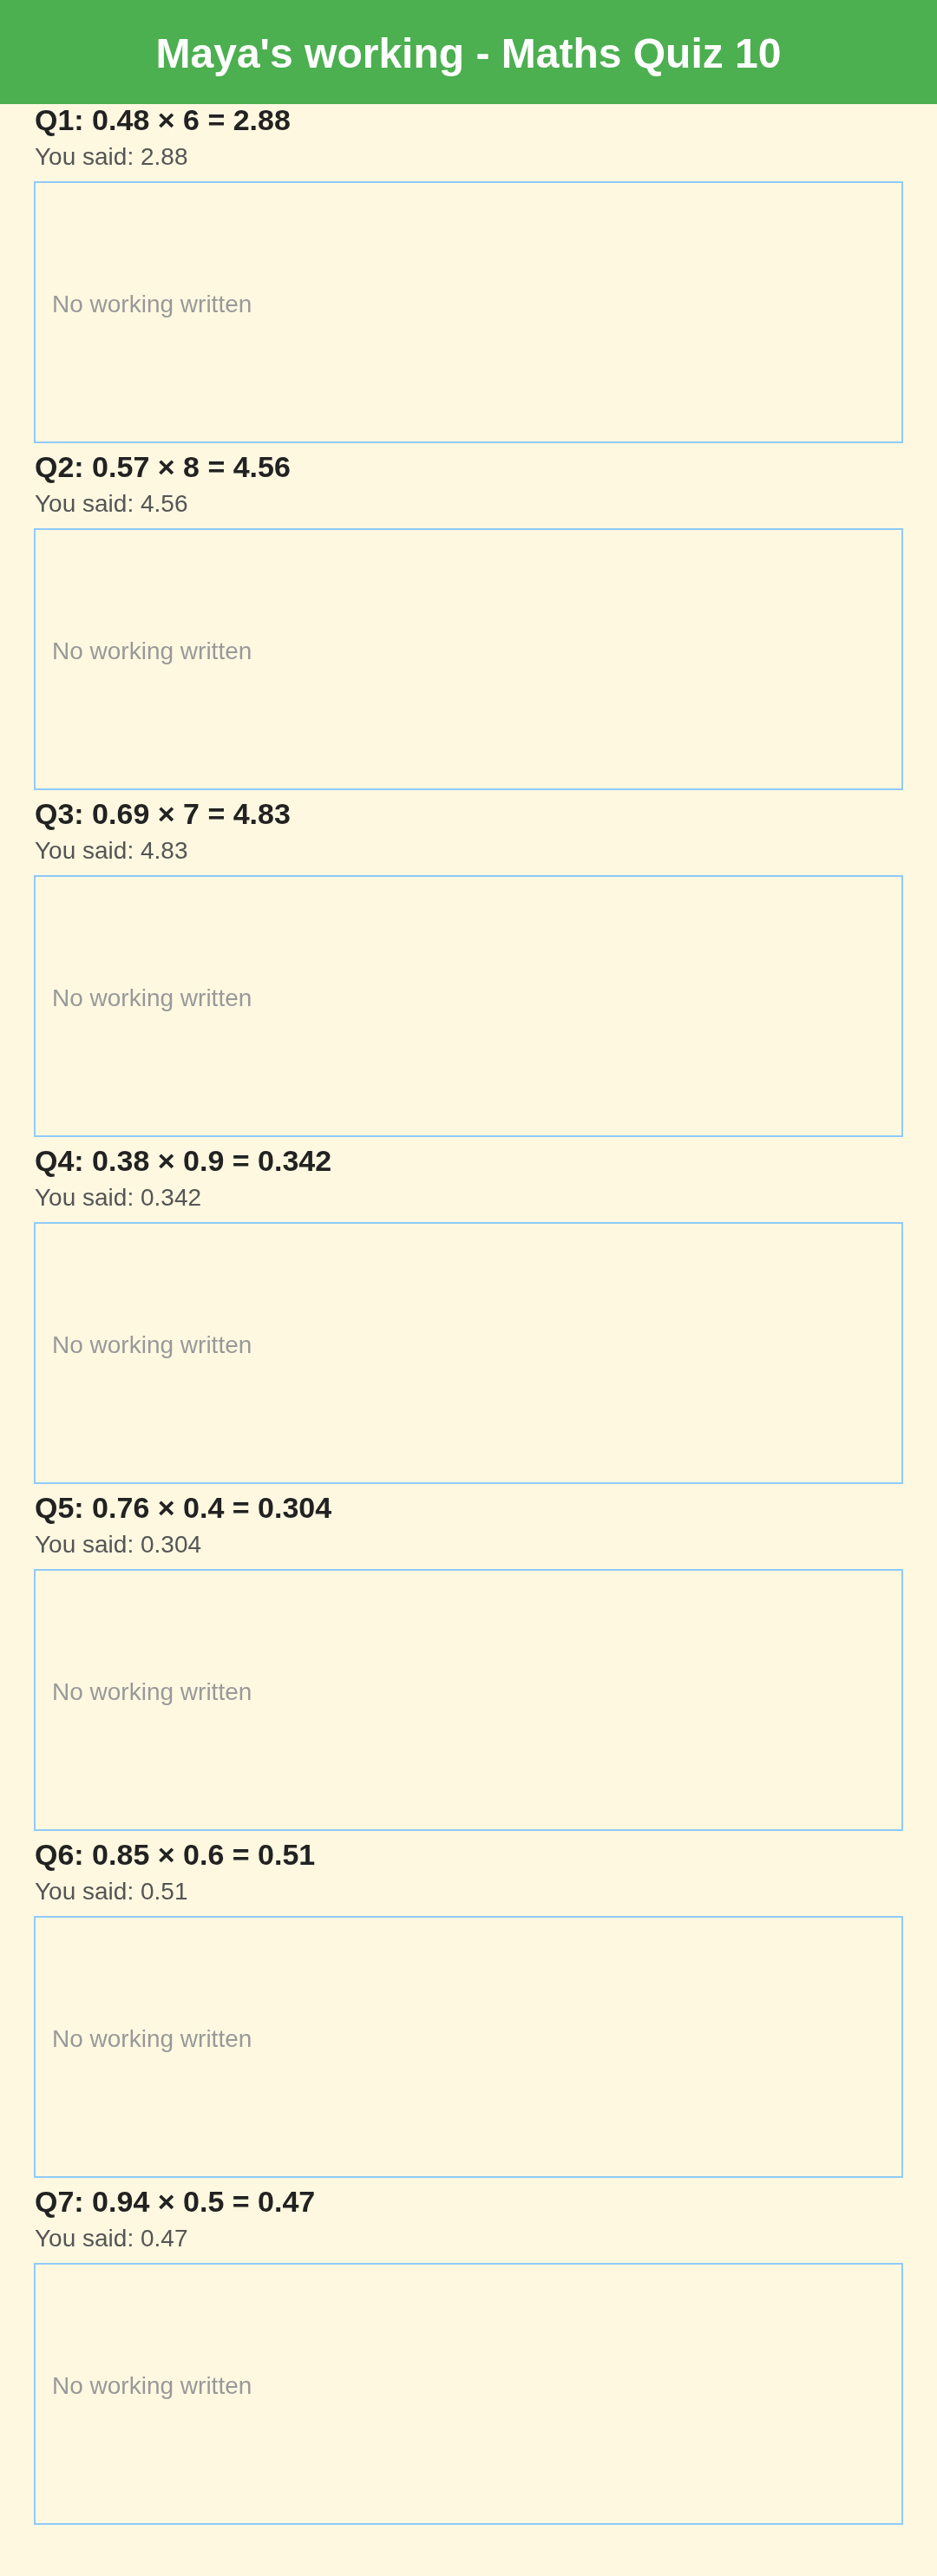 Maya's working - Maths Quiz 10
Q1: 0.48 × 6 = 2.88
You said: 2.88
No working written
Q2: 0.57 × 8 = 4.56
You said: 4.56
No working written
Q3: 0.69 × 7 = 4.83
You said: 4.83
No working written
Q4: 0.38 × 0.9 = 0.342
You said: 0.342
No working written
Q5: 0.76 × 0.4 = 0.304
You said: 0.304
No working written
Q6: 0.85 × 0.6 = 0.51
You said: 0.51
No working written
Q7: 0.94 × 0.5 = 0.47
You said: 0.47
No working written